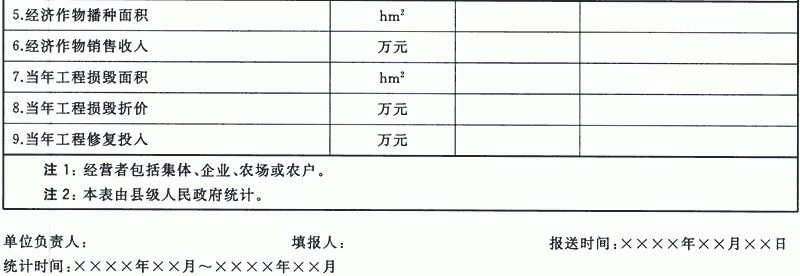 5.经济作物播种面积 hm²
6.经济作物销售收入 万元
7.当年工程损毁面积 hm²
8.当年工程损毁折价 万元
9.当年工程修复投入 万元
注 1: 经营者包括集体、企业、农场或农户。
注 2: 本表由县级人民政府统计。
单位负责人: 填报人: 报送时间:××××年××月××日
统计时间:××××年××月～××××年××月